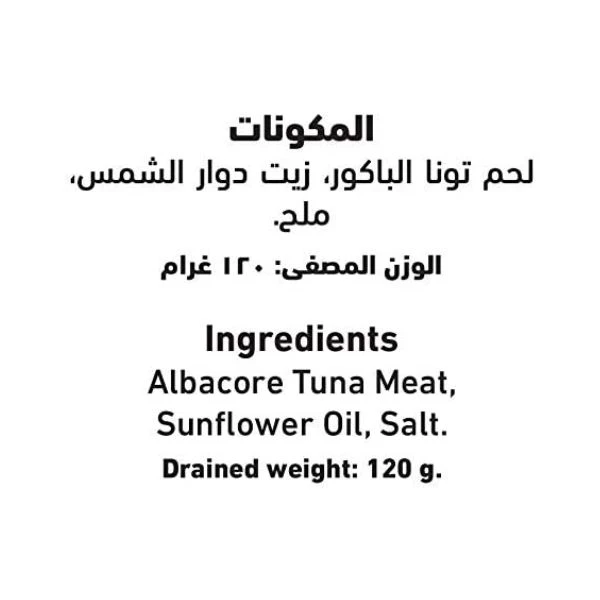 المكونات
لحم تونا الباكور، زيت دوار الشمس،
ملح.
الوزن المصفى: ١٢٠ غرام
Ingredients
Albacore Tuna Meat,
Sunflower Oil, Salt.
Drained weight: 120 g.